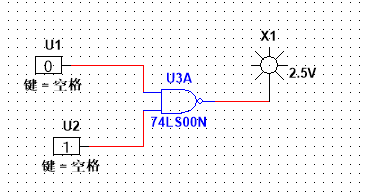 X1
U1
0
U3A
2.5V
键 = 空格
U2
74LS00N
1
键 = 空格